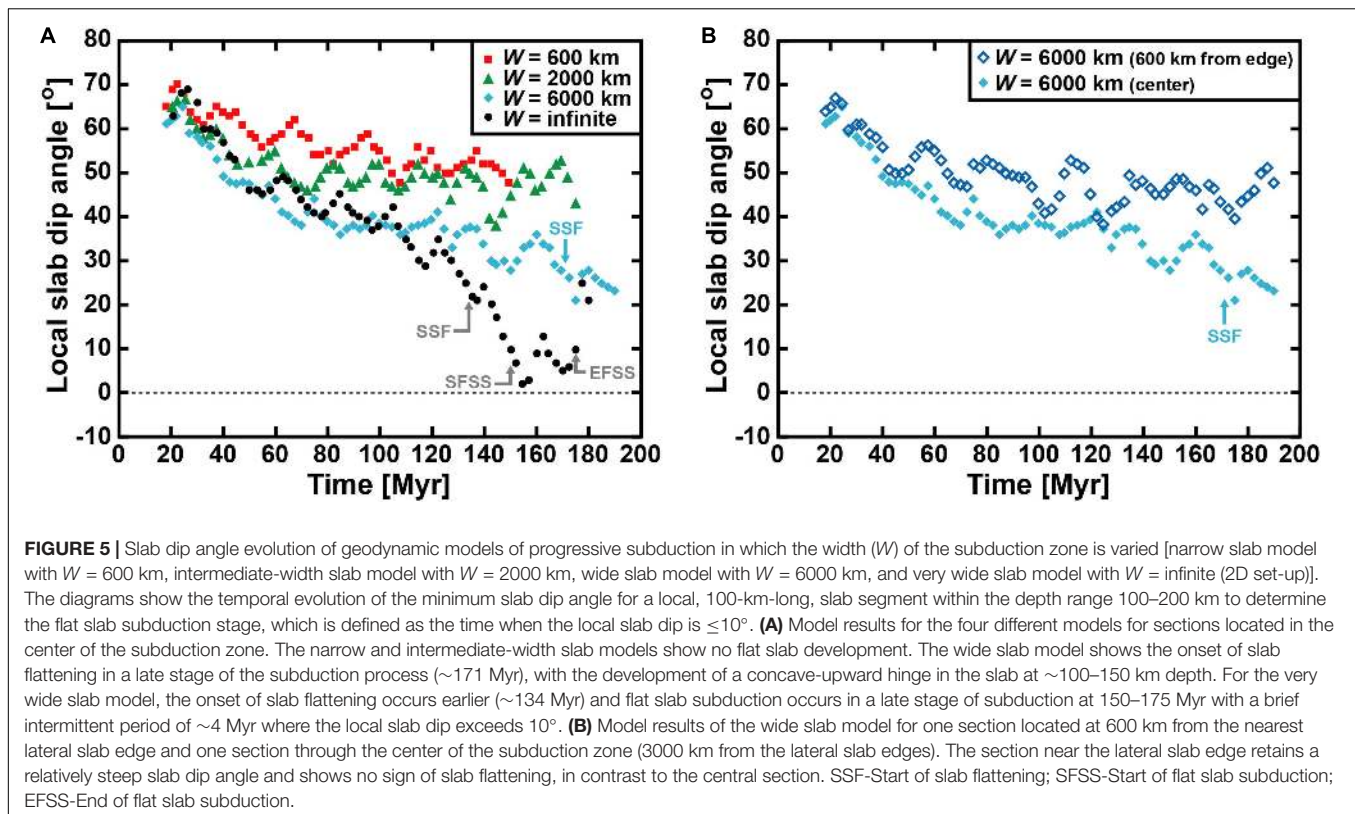 A
B
80
70
60
50
40
30
20
10
0
-10
Local slab dip angle [°]
W = 600 km
W = 2000 km
W = 6000 km
W = infinite
SSF
SSF
SFSS
EFSS
0 20 40 60 80 100 120 140 160 180 200
Time [Myr]
80
70
60
50
40
30
20
10
0
-10
Local slab dip angle [°]
W = 6000 km (600 km from edge)
W = 6000 km (center)
SSF
0 20 40 60 80 100 120 140 160 180 200
Time [Myr]
FIGURE 5 | Slab dip angle evolution of geodynamic models of progressive subduction in which the width (W) of the subduction zone is varied [narrow slab model
with W = 600 km, intermediate-width slab model with W = 2000 km, wide slab model with W = 6000 km, and very wide slab model with W = infinite (2D set-up)].
The diagrams show the temporal evolution of the minimum slab dip angle for a local, 100-km-long, slab segment within the depth range 100–200 km to determine
the flat slab subduction stage, which is defined as the time when the local slab dip is ≤10°. (A) Model results for the four different models for sections located in the
center of the subduction zone. The narrow and intermediate-width slab models show no flat slab development. The wide slab model shows the onset of slab
flattening in a late stage of the subduction process (∼171 Myr), with the development of a concave-upward hinge in the slab at ∼100–150 km depth. For the very
wide slab model, the onset of slab flattening occurs earlier (∼134 Myr) and flat slab subduction occurs in a late stage of subduction at 150–175 Myr with a brief
intermittent period of ∼4 Myr where the local slab dip exceeds 10°. (B) Model results of the wide slab model for one section located at 600 km from the nearest
lateral slab edge and one section through the center of the subduction zone (3000 km from the lateral slab edges). The section near the lateral slab edge retains a
relatively steep slab dip angle and shows no sign of slab flattening, in contrast to the central section. SSF-Start of slab flattening; SFSS-Start of flat slab subduction;
EFSS-End of flat slab subduction.